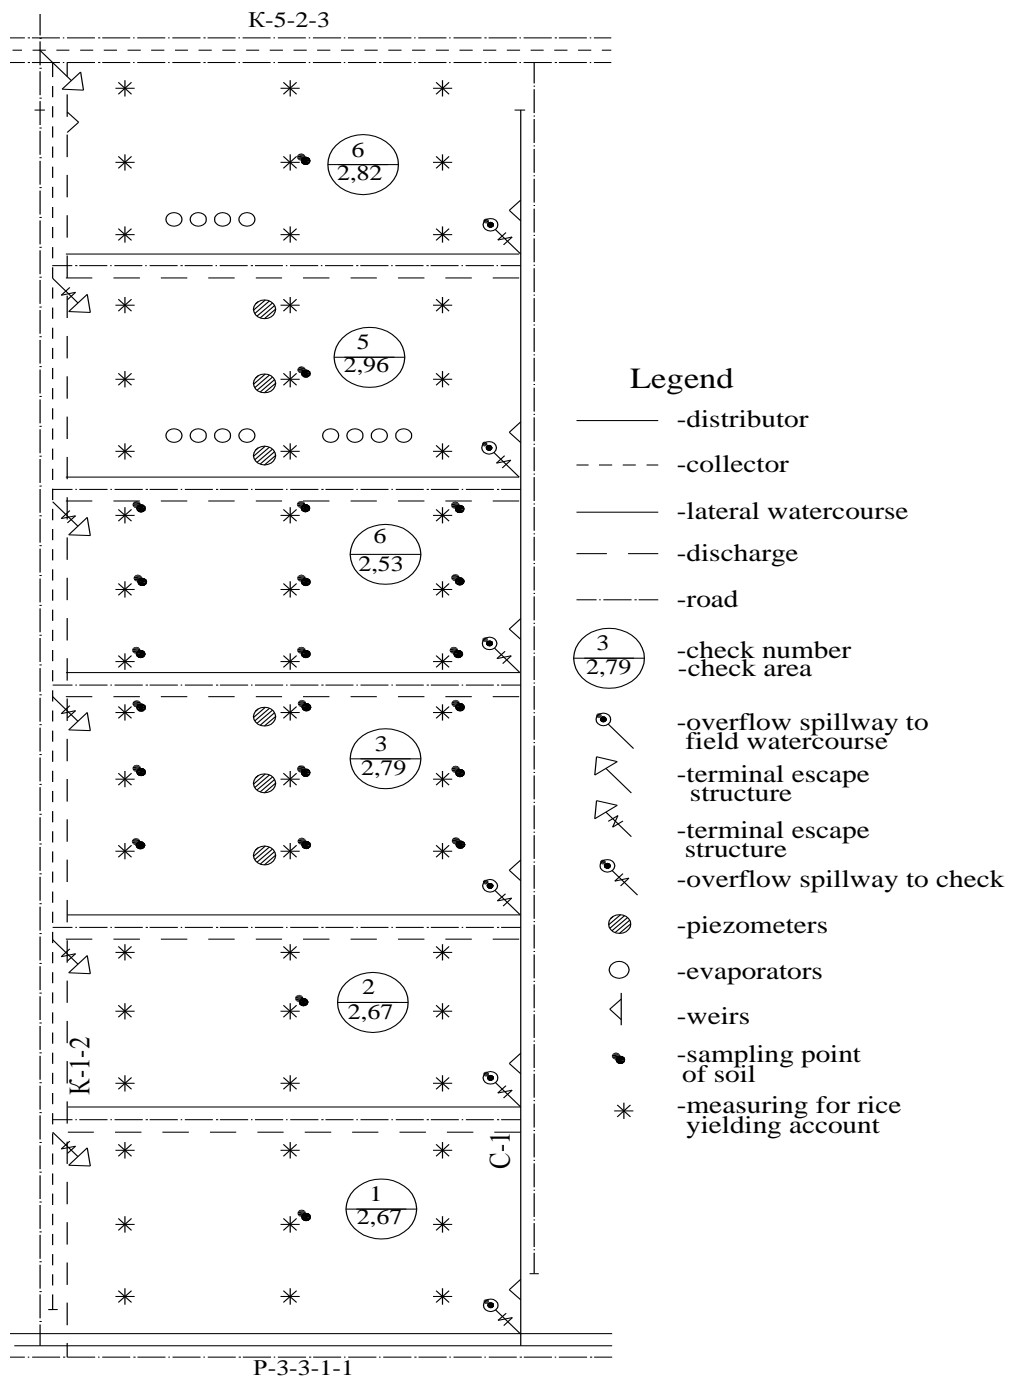 К-5-2-3
6
2,82
5
2,96
6
2,53
3
2,79
2
2,67
К-1-2
С-1
1
2,67
Р-3-3-1-1
Legend
-distributor
-collector
-lateral watercourse
-discharge
-road
3
2,79
-check number
-check area
-overflow spillway to
field watercourse
-terminal escape
structure
-terminal escape
structure
-overflow spillway to check
-piezometers
-evaporators
-weirs
-sampling point
of soil
-measuring for rice
yielding account